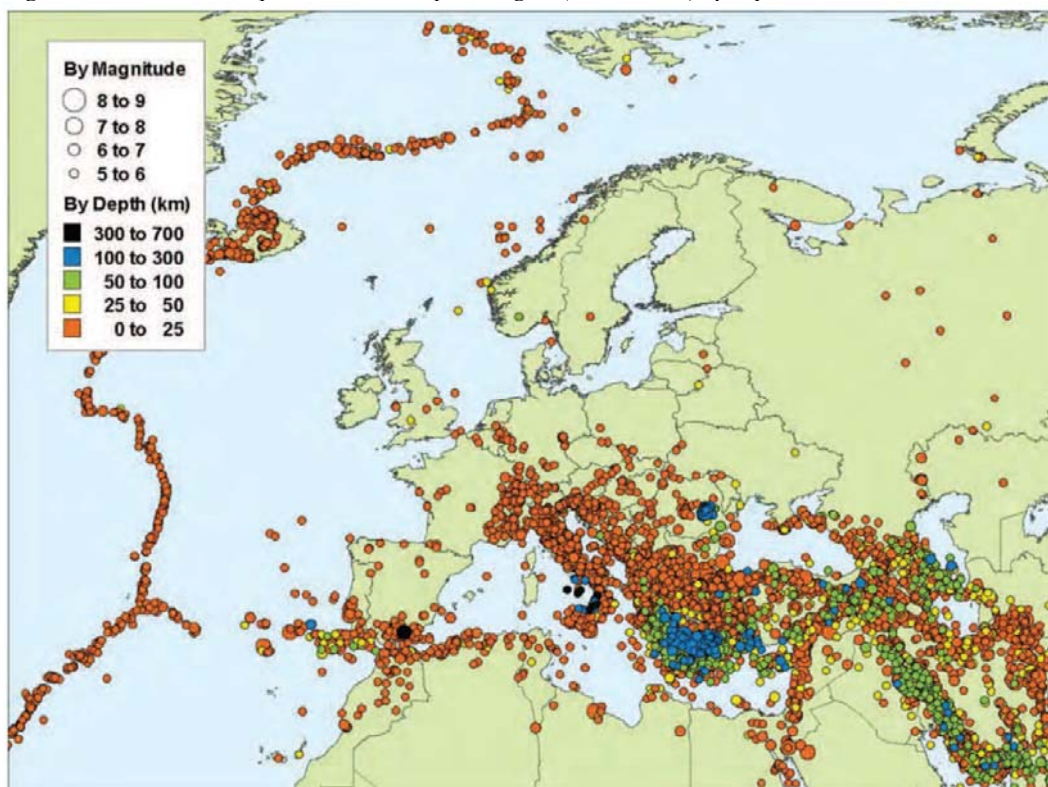 By Magnitude
8 to 9
7 to 8
6 to 7
5 to 6
By Depth (km)
300 to 700
100 to 300
50 to 100
25 to 50
0 to 25